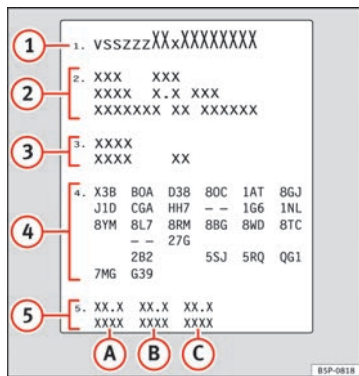 1 1. VSSZZZXXxXXXXXXXX
2. XXX XXX
2 XXXX X.X XXX
XXXXXXX XX XXXXXX
3. XXXX
3 XXXX XX
4. X3B B0A D38 80C 1AT 8GJ
J1D CGA HH7 – – 1G6 1NL
4 8YM 8L7 8RM 8BG 8WD 8TC
– – 27G
2B2 5SJ 5RQ QG1
7MG G39
5 5. XX.X XX.X XX.X
XXXX XXXX XXXX
A B C
B5P-0818